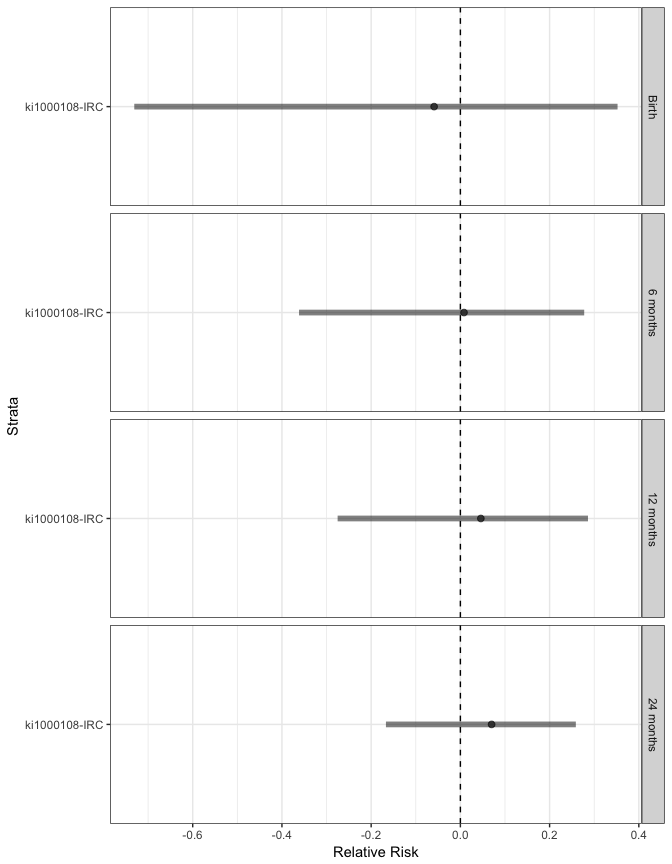 ki1000108-IRC
Birth
ki1000108-IRC
6 months
Strata
ki1000108-IRC
12 months
ki1000108-IRC
24 months
-0.6
-0.4
-0.2
0.0
0.2
0.4
Relative Risk